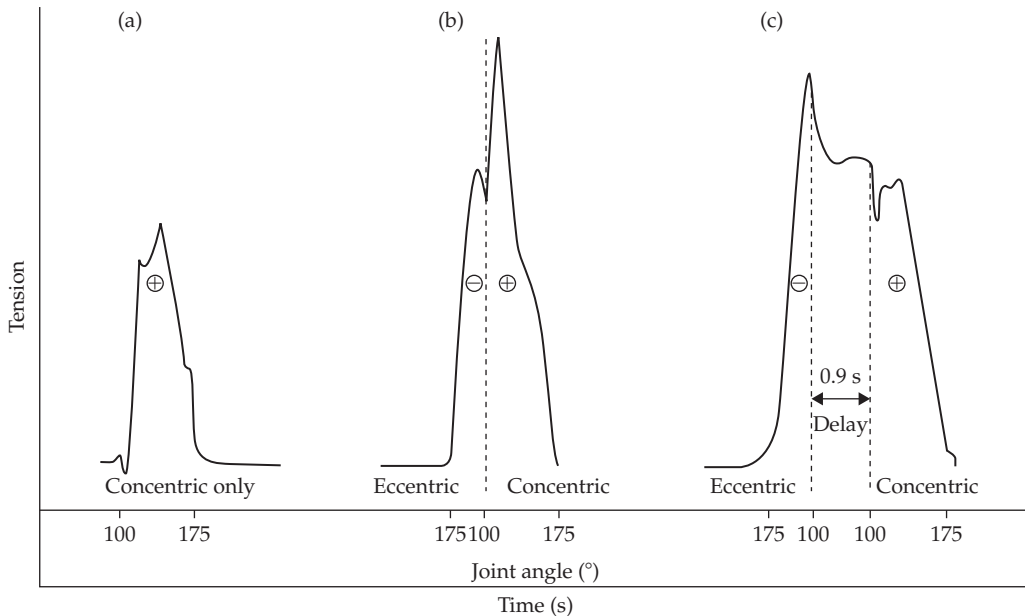 (a) (b) (c)
Tension
⊕ ⊖ ⊕ ⊖ ⊕
0.9 s
Delay
Concentric only Eccentric Concentric Eccentric Concentric
100 175 175 100 175 175 100 100 175
Joint angle (°)
Time (s)